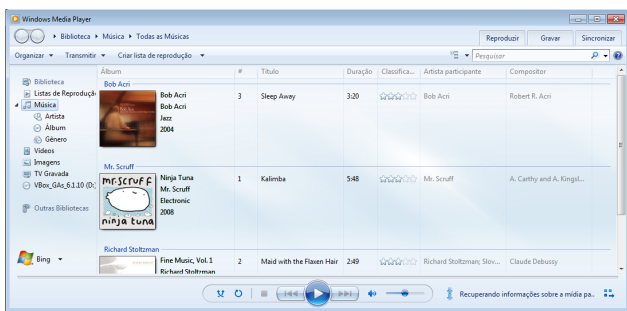 Windows Media Player
Biblioteca ▸ Música ▸ Todas as Músicas
Reproduzir Gravar Sincronizar
Organizar Transmitir Criar lista de reprodução Pesquisar
Álbum # Título Duração Classifica... Artista participante Compositor
Biblioteca
Listas de Reproduçã
Música
Artista
Álbum
Gênero
Vídeos
Imagens
TV Gravada
VBox_GAs_6.1.10 (D:)
Outras Bibliotecas
Bing
Bob Acri
Bob Acri 3 Sleep Away 3:20 Bob Acri Robert R. Acri
Bob Acri
Jazz
2004
Mr. Scruff
mr.scruff
ninja tuna
Ninja Tuna 1 Kalimba 5:48 Mr. Scruff A. Carthy and A. Kingsl...
Mr. Scruff
Electronic
2008
Richard Stoltzman
Fine Music, Vol. 1 2 Maid with the Flaxen Hair 2:49 Richard Stoltzman; Slov... Claude Debussy
Richard Stoltzman
Recuperando informações sobre a mídia pa..